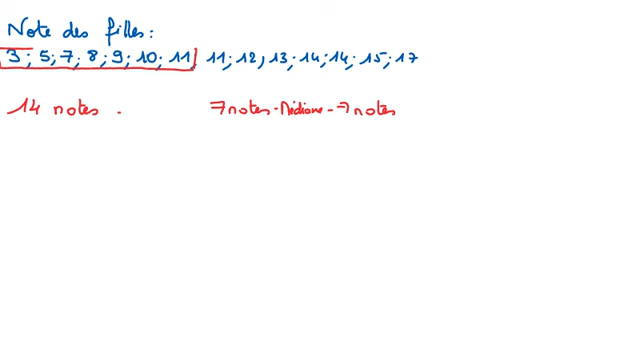 Note des filles:
3; 5; 7; 8; 9; 10; 11; 11; 12; 13; 14; 14; 15; 17
14 notes.
7 notes - Médiane - 7 notes